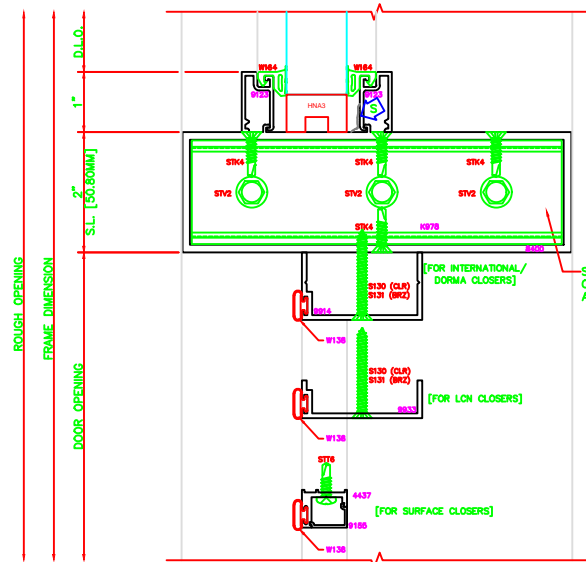 D.L.O.
1"
2"
S.L. [50.80MM]
ROUGH OPENING
FRAME DIMENSION
DOOR OPENING
W164
W164
9123
9123
HNA3
S
STK4
STK4
STK4
STV2
STV2
STV2
STK4
K978
8400
[FOR INTERNATIONAL/
DORMA CLOSERS]
S130 (CLR)
S131 (BRZ)
9914
W136
S130 (CLR)
S131 (BRZ)
9933
[FOR LCN CLOSERS]
W136
STT6
4437
[FOR SURFACE CLOSERS]
W136